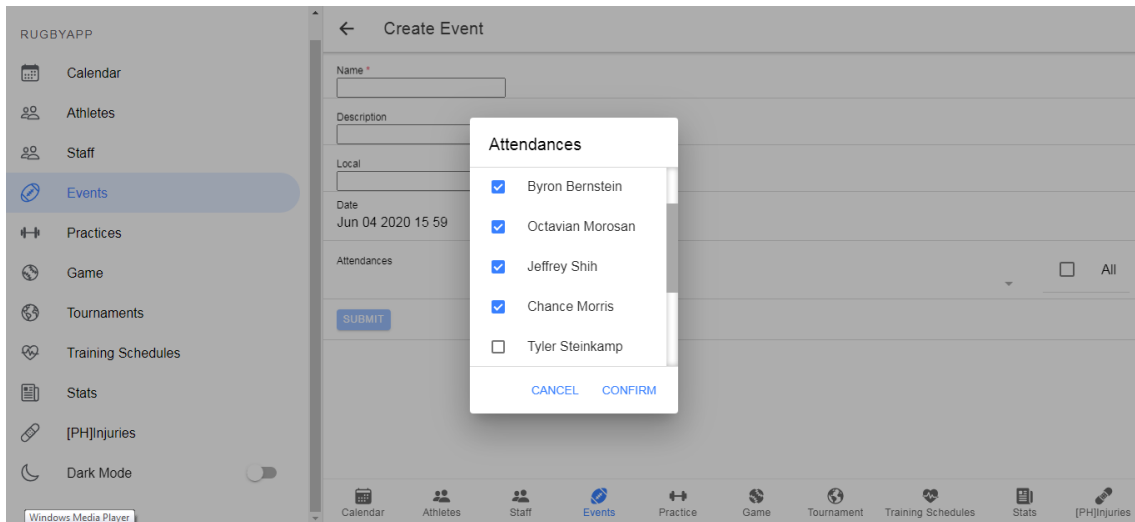 RUGBYAPP
Calendar
Athletes
Staff
Events
Practices
Game
Tournaments
Training Schedules
Stats
[PH]Injuries
Dark Mode
Windows Media Player
Create Event
Name *
Description
Local
Date
Jun 04 2020 15 59
Attendances
All
SUBMIT
Attendances
Byron Bernstein
Octavian Morosan
Jeffrey Shih
Chance Morris
Tyler Steinkamp
CANCEL CONFIRM
Calendar Athletes Staff Events Practice Game Tournament Training Schedules Stats [PH]Injuries